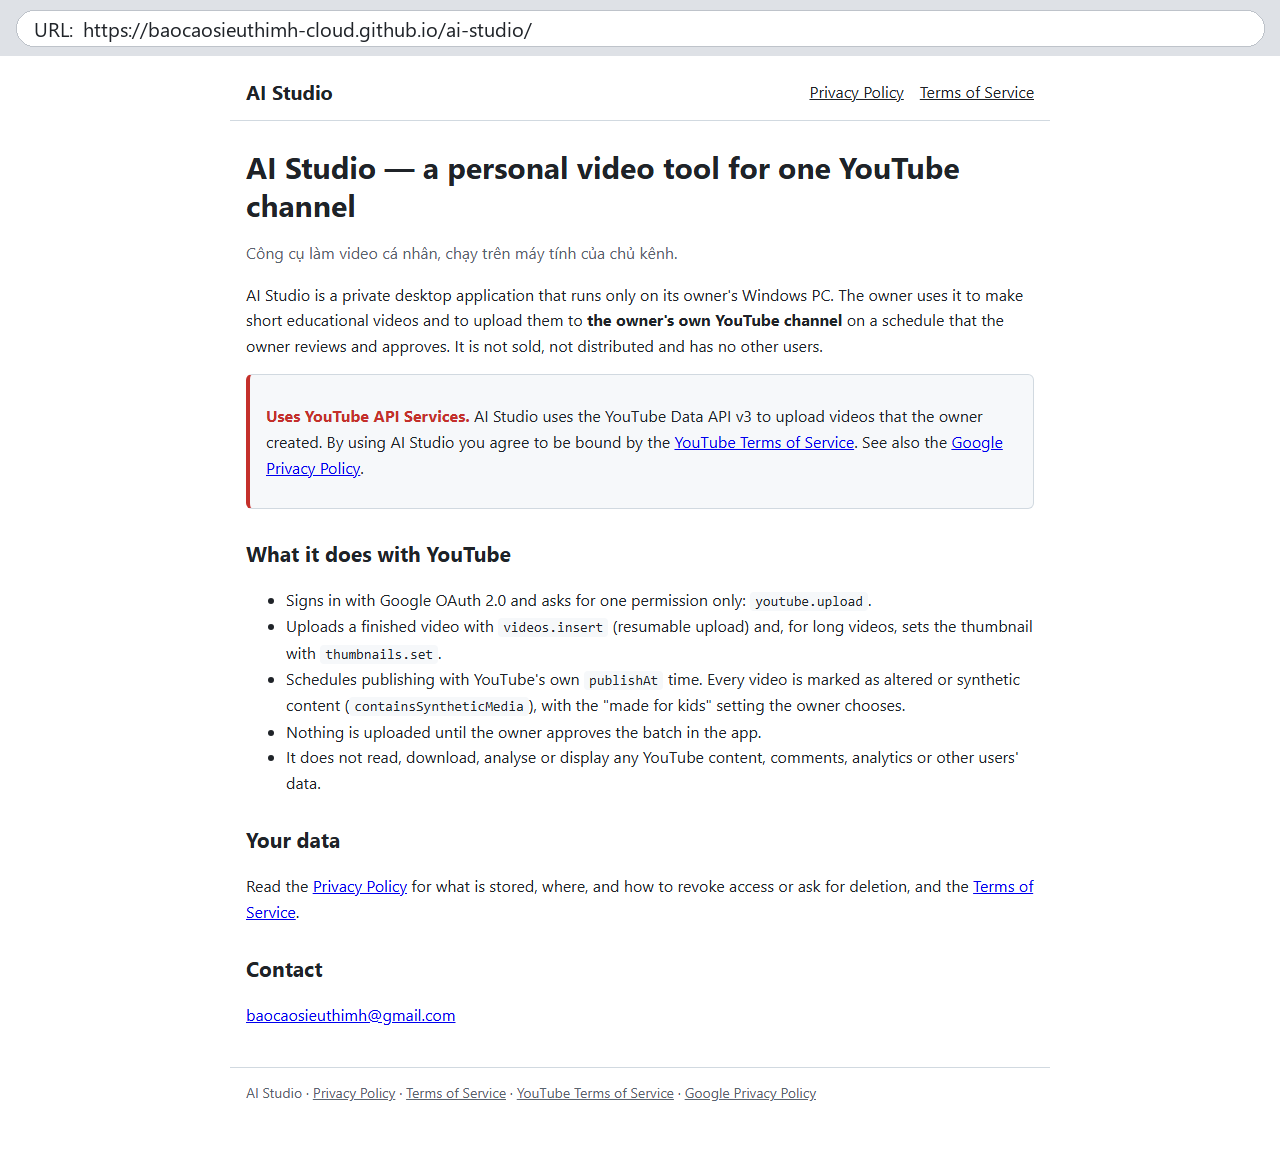 URL: https://baocaosieuthimh-cloud.github.io/ai-studio/
AI Studio
Privacy Policy Terms of Service
AI Studio — a personal video tool for one YouTube
channel
Công cụ làm video cá nhân, chạy trên máy tính của chủ kênh.
AI Studio is a private desktop application that runs only on its owner's Windows PC. The owner uses it to make
short educational videos and to upload them to the owner's own YouTube channel on a schedule that the
owner reviews and approves. It is not sold, not distributed and has no other users.
Uses YouTube API Services. AI Studio uses the YouTube Data API v3 to upload videos that the owner
created. By using AI Studio you agree to be bound by the YouTube Terms of Service. See also the Google
Privacy Policy.
What it does with YouTube
• Signs in with Google OAuth 2.0 and asks for one permission only: youtube.upload.
• Uploads a finished video with videos.insert (resumable upload) and, for long videos, sets the thumbnail
with thumbnails.set.
• Schedules publishing with YouTube's own publishAt time. Every video is marked as altered or synthetic
content (containsSyntheticMedia), with the "made for kids" setting the owner chooses.
• Nothing is uploaded until the owner approves the batch in the app.
• It does not read, download, analyse or display any YouTube content, comments, analytics or other users'
data.
Your data
Read the Privacy Policy for what is stored, where, and how to revoke access or ask for deletion, and the Terms of
Service.
Contact
baocaosieuthimh@gmail.com
AI Studio · Privacy Policy · Terms of Service · YouTube Terms of Service · Google Privacy Policy